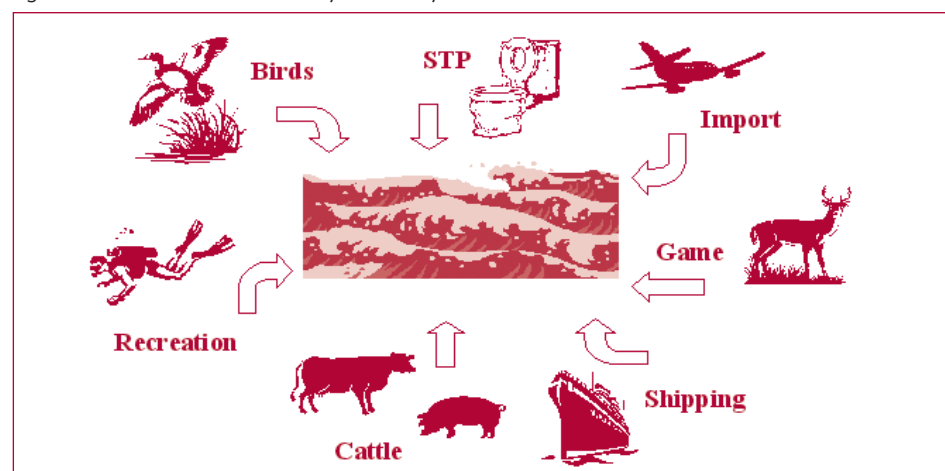 Birds
STP
Import
Game
Recreation
Shipping
Cattle